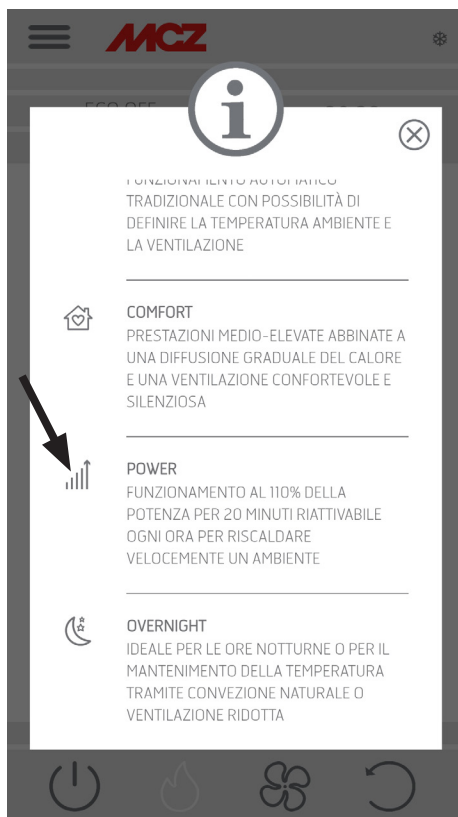 MCZ
ECO OFF
i
FUNZIONAMENTO AUTOMATICO
TRADIZIONALE CON POSSIBILITÀ DI
DEFINIRE LA TEMPERATURA AMBIENTE E
LA VENTILAZIONE
COMFORT
PRESTAZIONI MEDIO-ELEVATE ABBINATE A
UNA DIFFUSIONE GRADUALE DEL CALORE
E UNA VENTILAZIONE CONFORTEVOLE E
SILENZIOSA
POWER
FUNZIONAMENTO AL 110% DELLA
POTENZA PER 20 MINUTI RIATTIVABILE
OGNI ORA PER RISCALDARE
VELOCEMENTE UN AMBIENTE
OVERNIGHT
IDEALE PER LE ORE NOTTURNE O PER IL
MANTENIMENTO DELLA TEMPERATURA
TRAMITE CONVEZIONE NATURALE O
VENTILAZIONE RIDOTTA